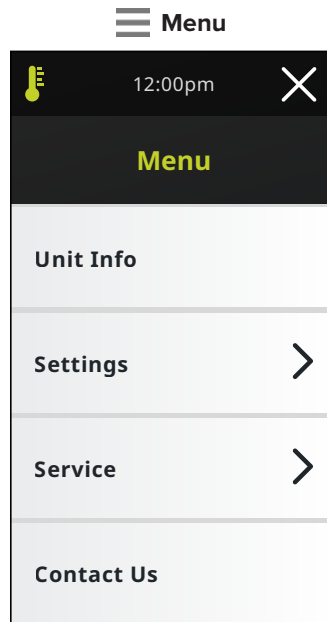 Menu
12:00pm
Menu
Unit Info
Settings
Service
Contact Us